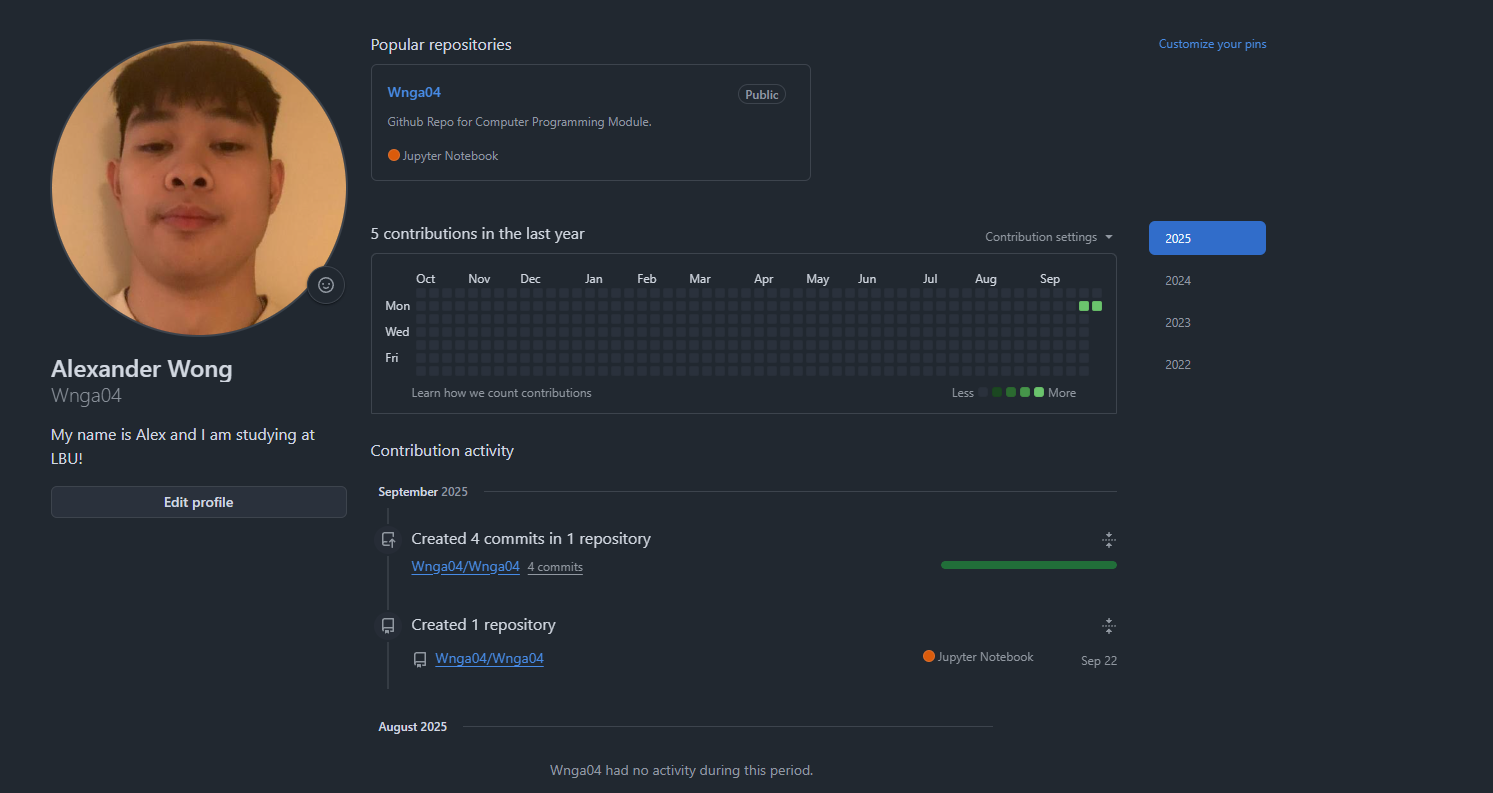 Popular repositories
Customize your pins
Wnga04
Public
Github Repo for Computer Programming Module.
Jupyter Notebook
5 contributions in the last year
Contribution settings
2025
2024
2023
2022
Oct Nov Dec Jan Feb Mar Apr May Jun Jul Aug Sep
Mon
Wed
Fri
Learn how we count contributions
Less More
Alexander Wong
Wnga04
My name is Alex and I am studying at
LBU!
Edit profile
Contribution activity
September 2025
Created 4 commits in 1 repository
Wnga04/Wnga04 4 commits
Created 1 repository
Wnga04/Wnga04 Jupyter Notebook Sep 22
August 2025
Wnga04 had no activity during this period.